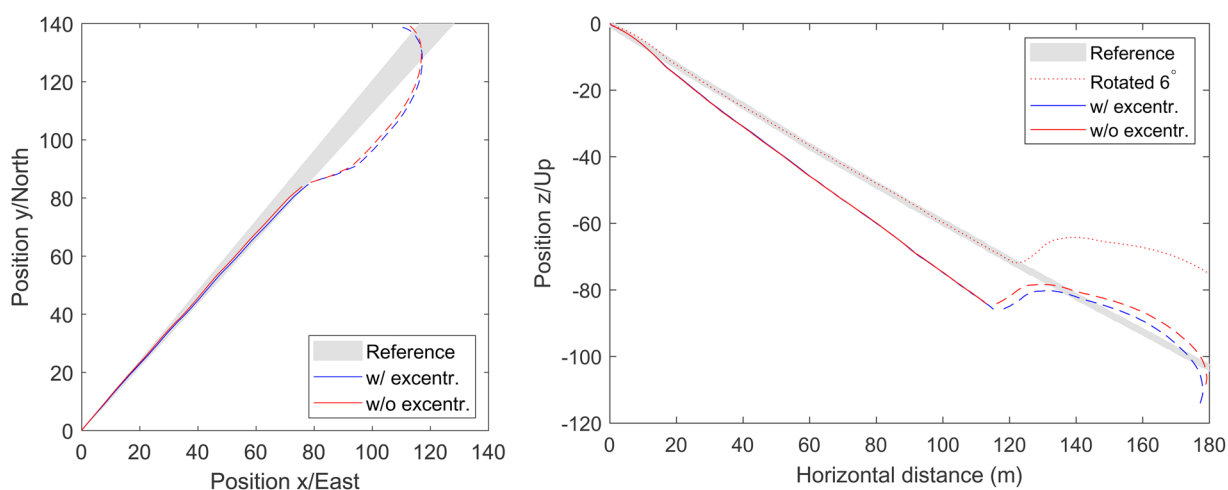 140
120
100
80
60
40
20
0
Position y/North
Reference
w/ excentr.
w/o excentr.
0 20 40 60 80 100 120 140
Position x/East
0
-20
-40
-60
-80
-100
-120
Position z/Up
Reference
Rotated 6°
w/ excentr.
w/o excentr.
0 20 40 60 80 100 120 140 160 180
Horizontal distance (m)